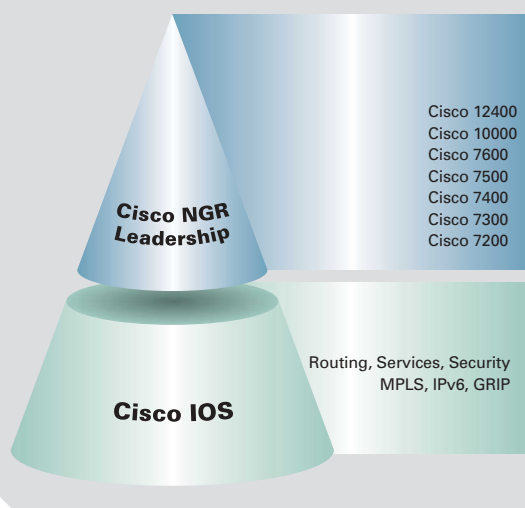 Cisco 12400
Cisco 10000
Cisco 7600
Cisco 7500
Cisco 7400
Cisco 7300
Cisco 7200
Cisco NGR
Leadership
Routing, Services, Security
MPLS, IPv6, GRIP
Cisco IOS